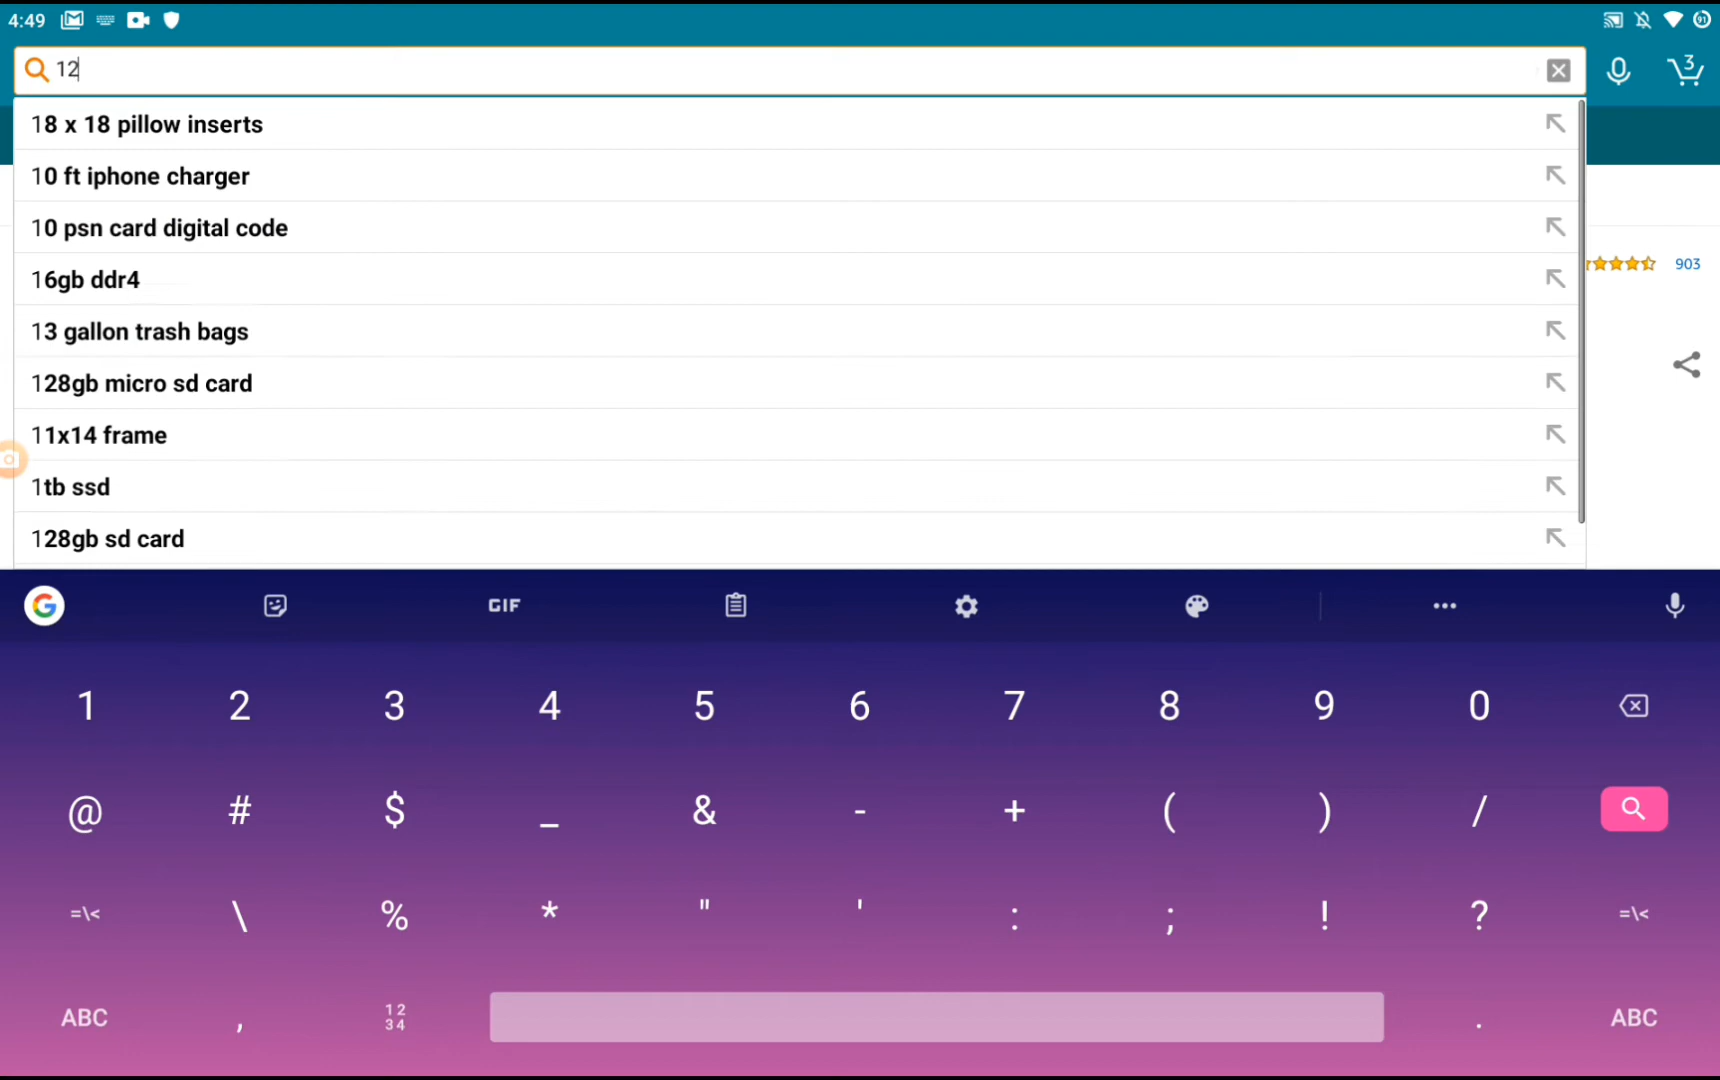 4:49
91
12
3
18 x 18 pillow inserts
10 ft iphone charger
10 psn card digital code
16gb ddr4
903
13 gallon trash bags
128gb micro sd card
11x14 frame
1tb ssd
128gb sd card
G GIF
1 2 3 4 5 6 7 8 9 0
@ # $ _ & - + ( ) /
=\< \ % * " ' : ; ! ? =\<
ABC , 12 34 . ABC